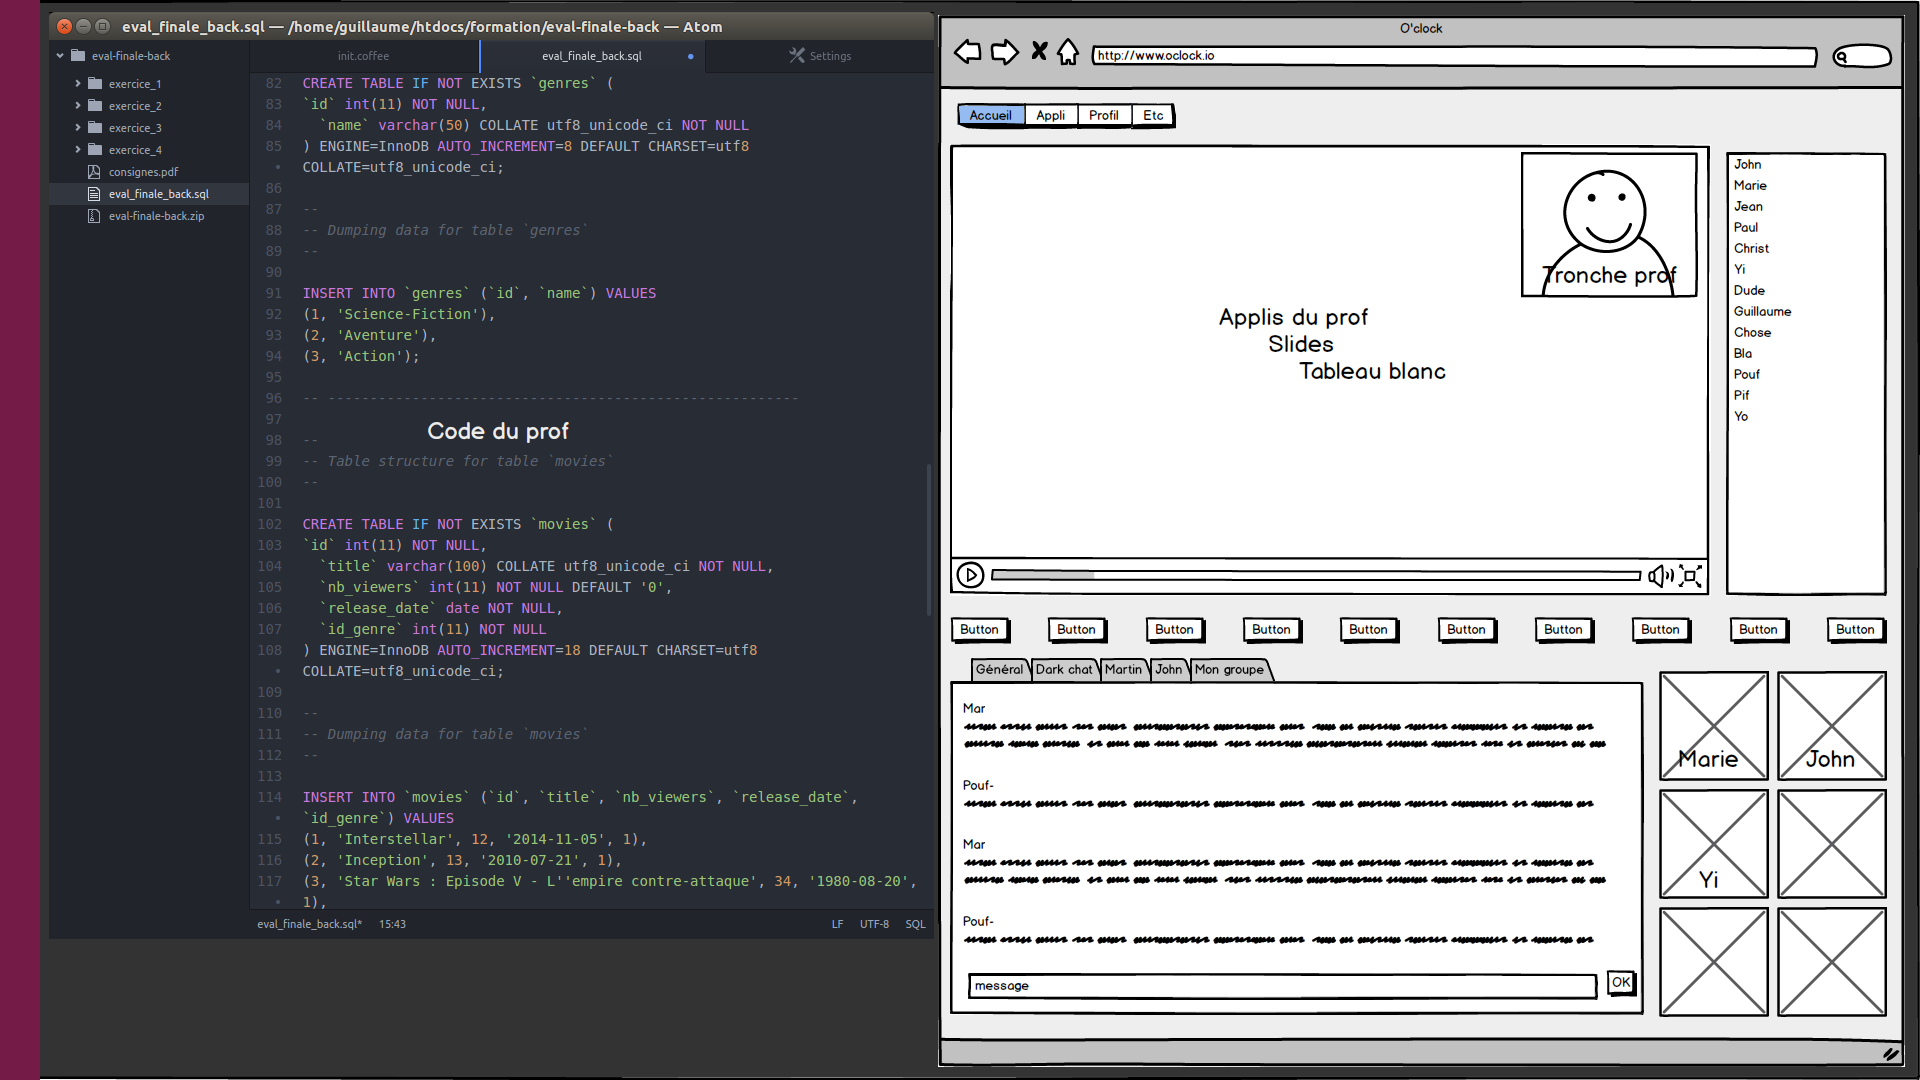 eval_finale_back.sql — /home/guillaume/htdocs/formation/eval-finale-back — Atom
eval-finale-back
exercice_1
exercice_2
exercice_3
exercice_4
consignes.pdf
eval_finale_back.sql
eval-finale-back.zip
init.coffee
eval_finale_back.sql
Settings
82 CREATE TABLE IF NOT EXISTS `genres` (
83 `id` int(11) NOT NULL,
84 `name` varchar(50) COLLATE utf8_unicode_ci NOT NULL
85 ) ENGINE=InnoDB AUTO_INCREMENT=8 DEFAULT CHARSET=utf8
• COLLATE=utf8_unicode_ci;
86
87 --
88 -- Dumping data for table `genres`
89 --
90
91 INSERT INTO `genres` (`id`, `name`) VALUES
92 (1, 'Science-Fiction'),
93 (2, 'Aventure'),
94 (3, 'Action');
95
96 -- --------------------------------------------------------
97
Code du prof
98 --
99 -- Table structure for table `movies`
100 --
101
102 CREATE TABLE IF NOT EXISTS `movies` (
103 `id` int(11) NOT NULL,
104 `title` varchar(100) COLLATE utf8_unicode_ci NOT NULL,
105 `nb_viewers` int(11) NOT NULL DEFAULT '0',
106 `release_date` date NOT NULL,
107 `id_genre` int(11) NOT NULL
108 ) ENGINE=InnoDB AUTO_INCREMENT=18 DEFAULT CHARSET=utf8
• COLLATE=utf8_unicode_ci;
109
110 --
111 -- Dumping data for table `movies`
112 --
113
114 INSERT INTO `movies` (`id`, `title`, `nb_viewers`, `release_date`,
• `id_genre`) VALUES
115 (1, 'Interstellar', 12, '2014-11-05', 1),
116 (2, 'Inception', 13, '2010-07-21', 1),
117 (3, 'Star Wars : Episode V - L''empire contre-attaque', 34, '1980-08-20',
• 1),
eval_finale_back.sql* 15:43 LF UTF-8 SQL
O'clock
http://www.oclock.io
Accueil Appli Profil Etc
Tronche prof
Applis du prof
Slides
Tableau blanc
John
Marie
Jean
Paul
Christ
Yi
Dude
Guillaume
Chose
Bla
Pouf
Pif
Yo
Button Button Button Button Button Button Button Button Button Button
Général Dark chat Martin John Mon groupe
Mar
Pouf-
Mar
Pouf-
message
OK
Marie
John
Yi